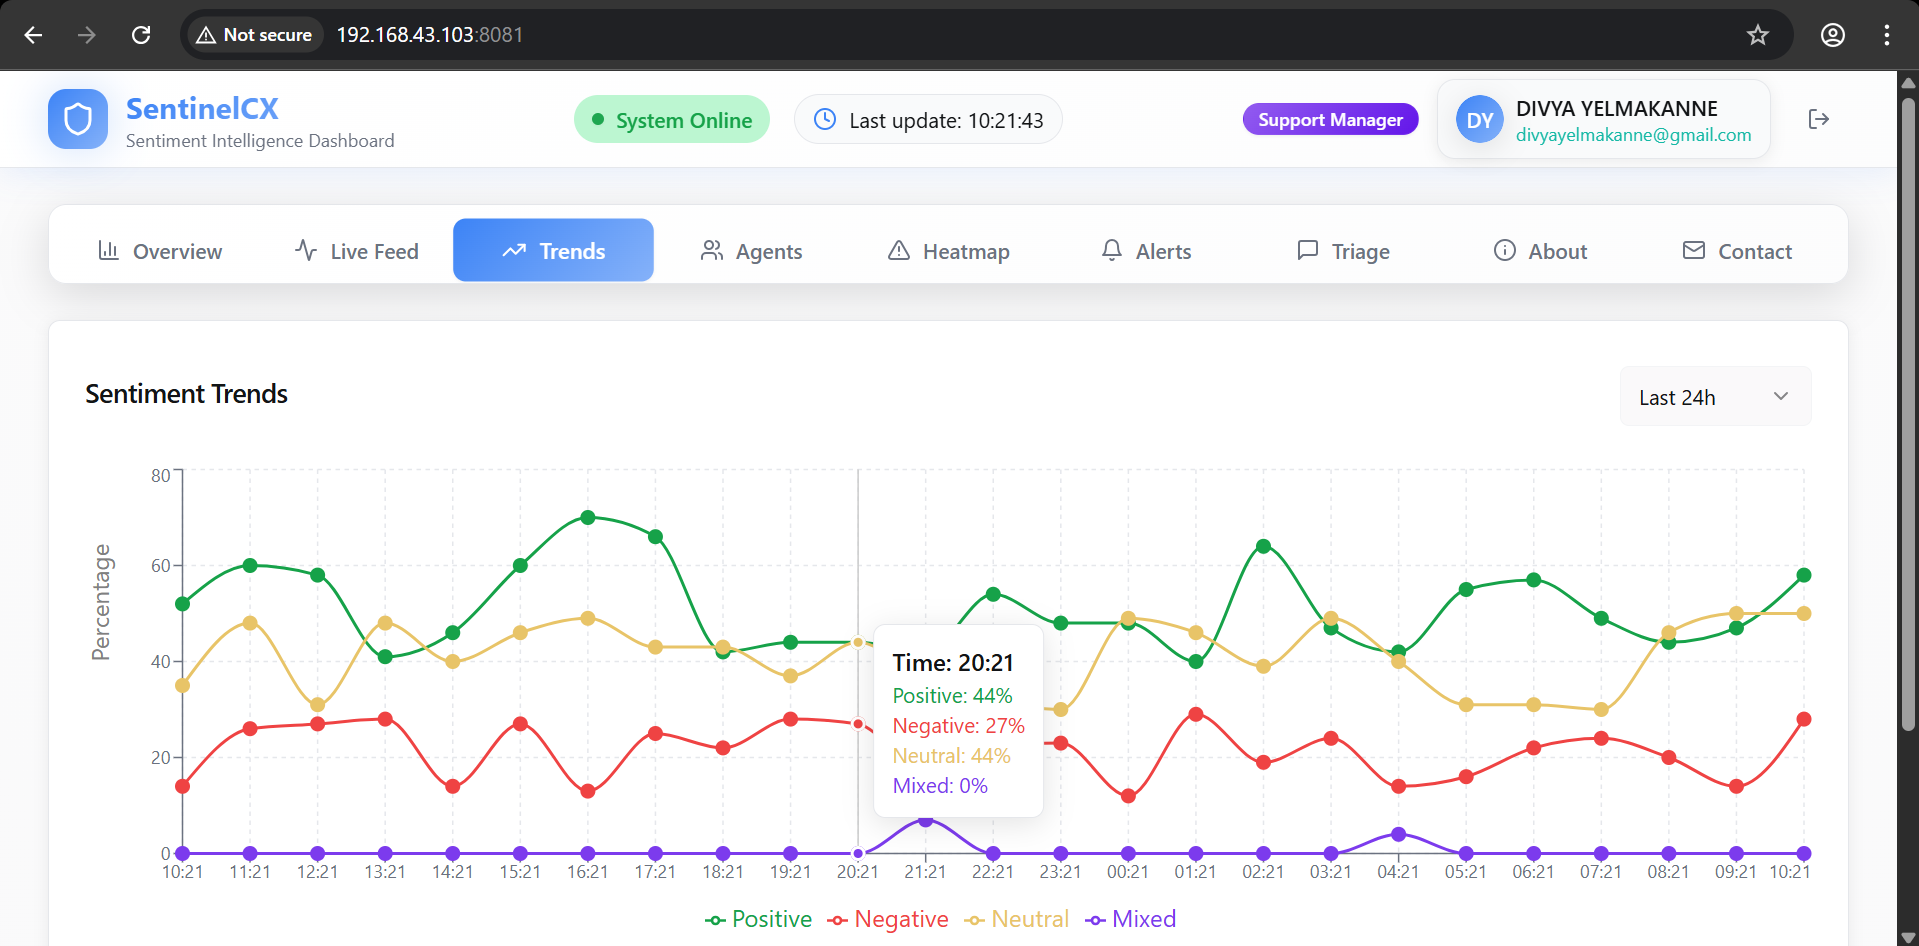 Not secure 192.168.43.103:8081
SentinelCX
Sentiment Intelligence Dashboard
System Online
Last update: 10:21:43
Support Manager
DY
DIVYA YELMAKANNE
divyayelmakanne@gmail.com
Overview Live Feed Trends Agents Heatmap Alerts Triage About Contact
Sentiment Trends
Last 24h
Percentage
80
60
40
20
0
Time: 20:21
Positive: 44%
Negative: 27%
Neutral: 44%
Mixed: 0%
10:21 11:21 12:21 13:21 14:21 15:21 16:21 17:21 18:21 19:21 20:21 21:21 22:21 23:21 00:21 01:21 02:21 03:21 04:21 05:21 06:21 07:21 08:21 09:21 10:21
Positive Negative Neutral Mixed